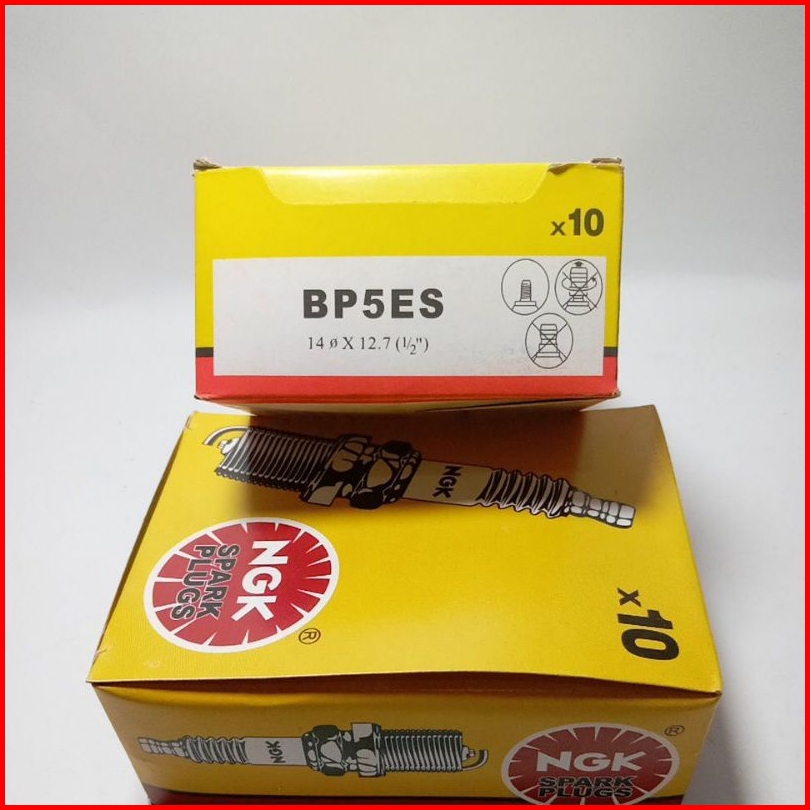 x10
BP5ES
14 ø X 12.7 (1/2")
NGK
NGK
SPARK
PLUGS
®
x10
NGK
NGK
SPARK
PLUGS
®